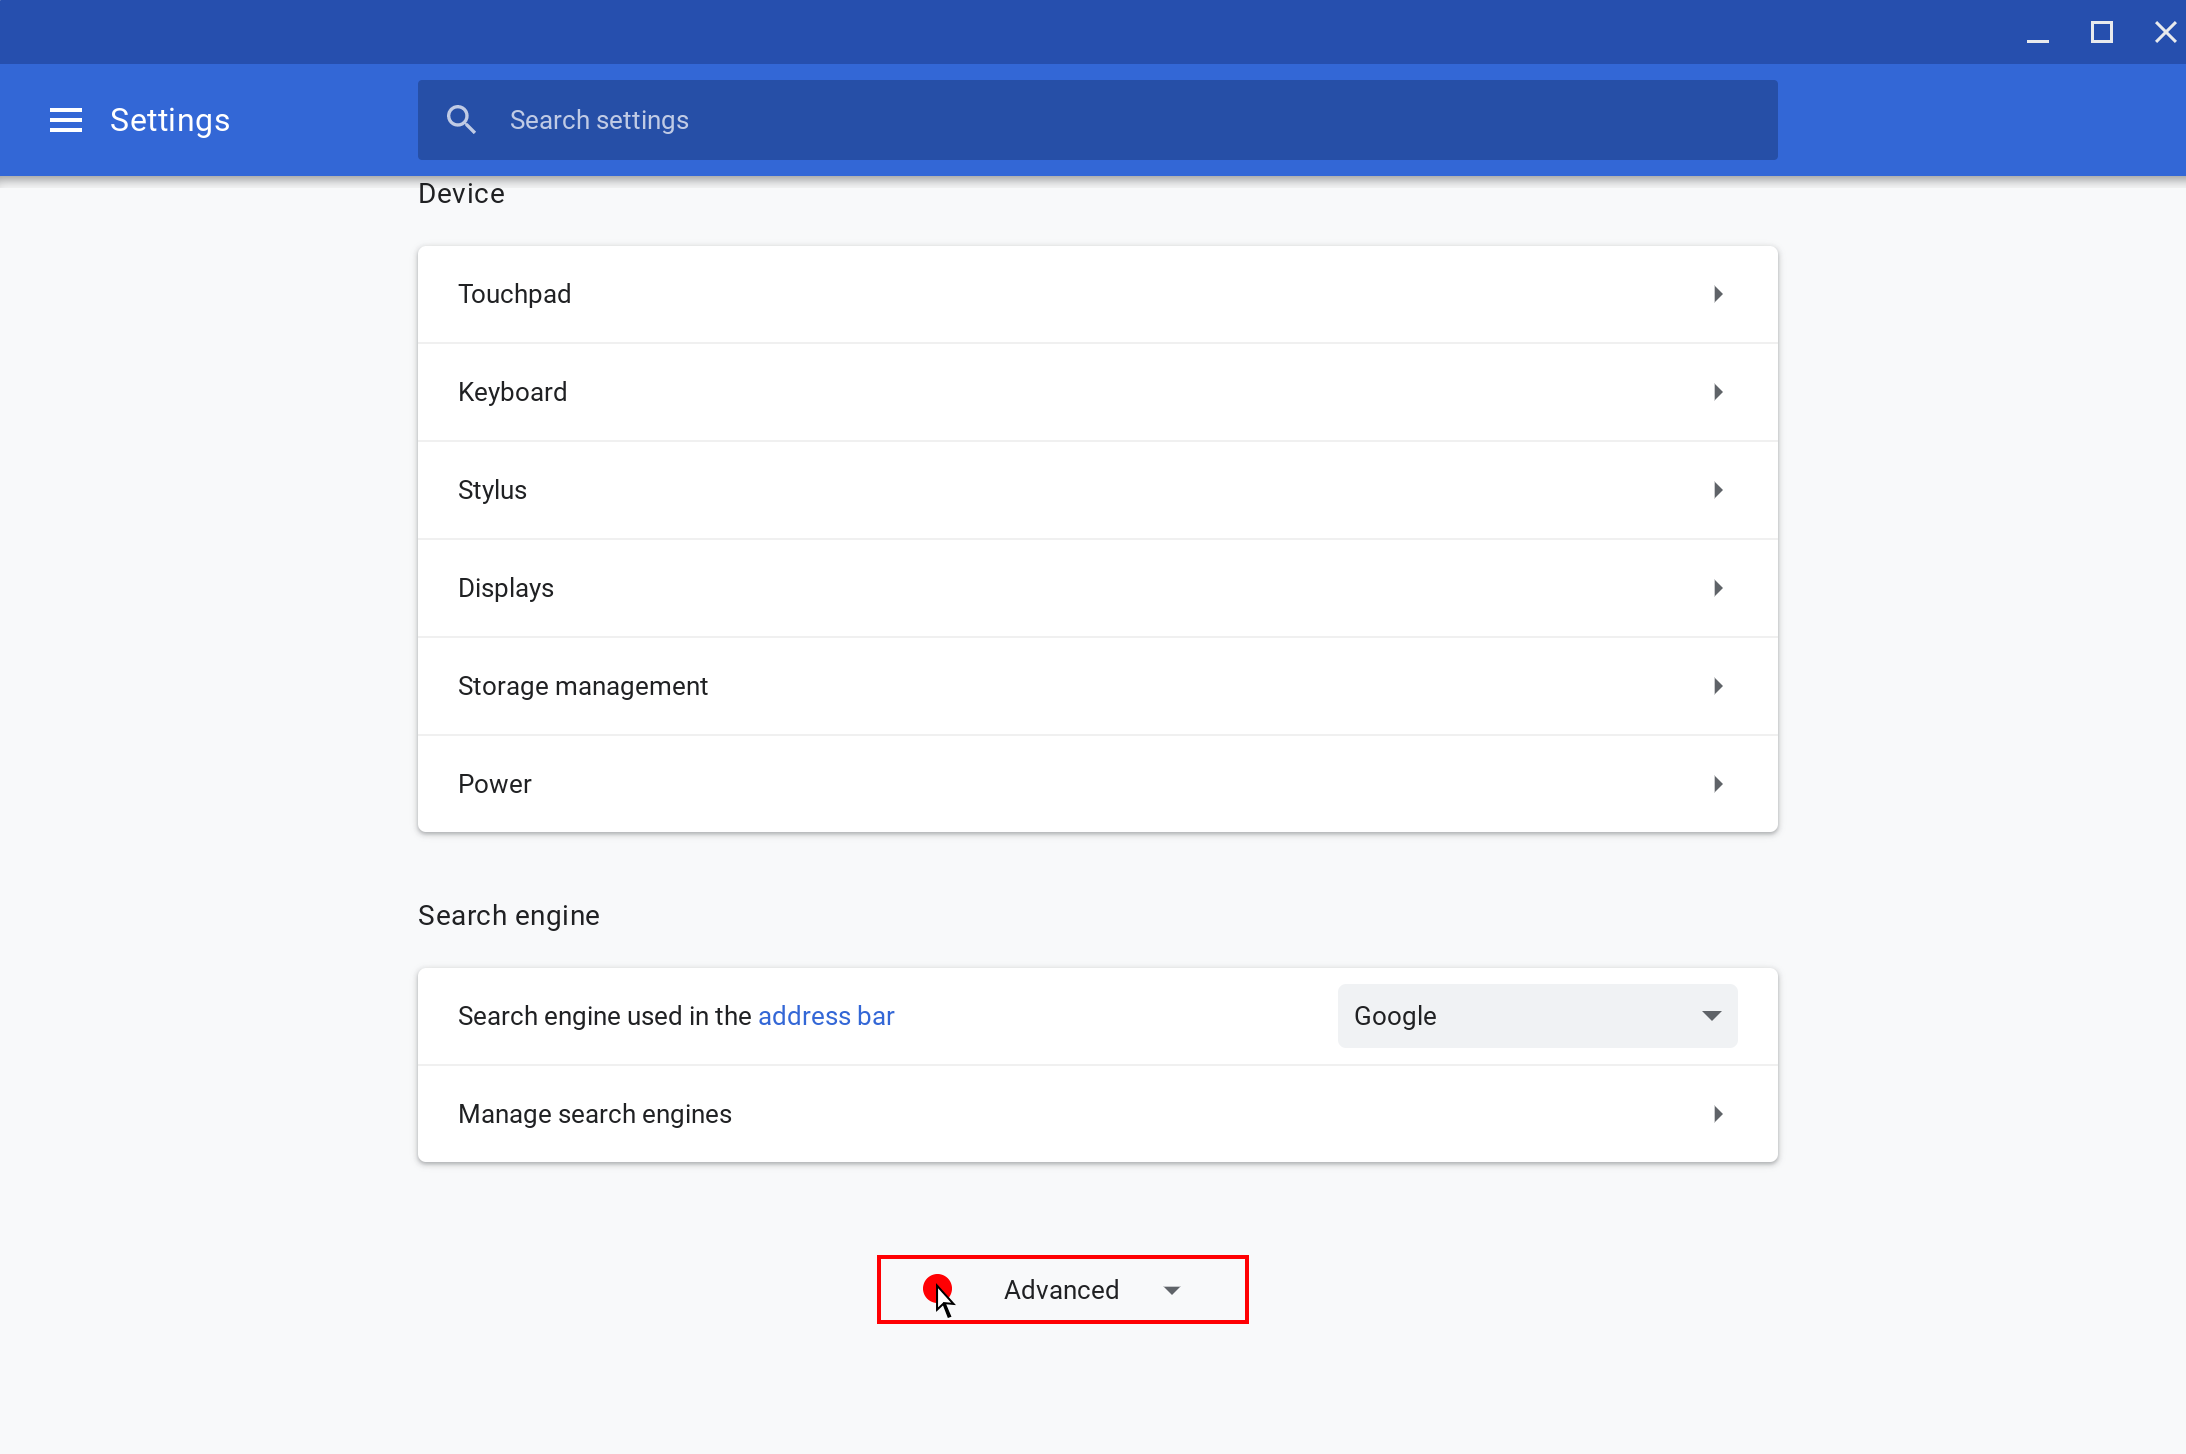 Settings
Search settings
Device
Touchpad
Keyboard
Stylus
Displays
Storage management
Power
Search engine
Search engine used in the address bar
Google
Manage search engines
Advanced